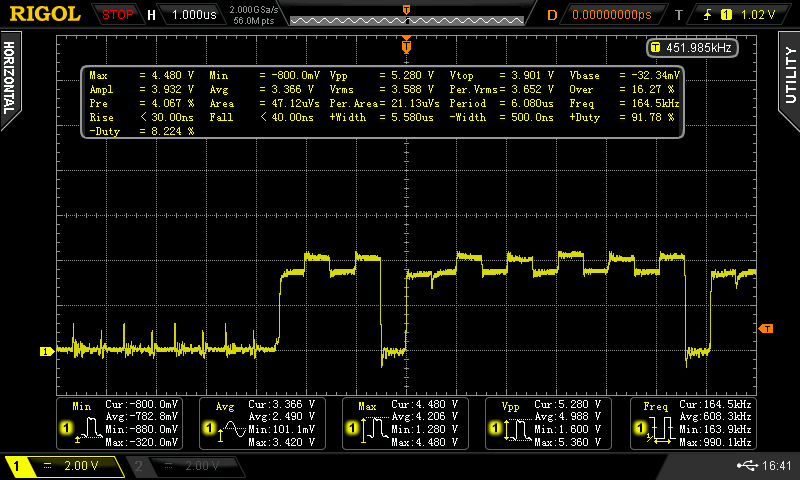 RIGOL STOP H 1.000us 2.000GSa/s 56.0M pts D 0.00000000ps T 1 1.02 V
HORIZONTAL
UTILITY
T 451.985kHz
Max = 4.480 V Min = -800.0mV Vpp = 5.280 V Vtop = 3.901 V Vbase = -32.34mV
Ampl = 3.932 V Avg = 3.366 V Vrms = 3.588 V Per.Vrms= 3.652 V Over = 16.27 %
Pre = 4.067 % Area = 47.12uVs Per.Area= 21.13uVs Period = 6.080us Freq = 164.5kHz
Rise < 30.00ns Fall < 40.00ns +Width = 5.580us -Width = 500.0ns +Duty = 91.78 %
-Duty = 8.224 %
T
1
T
Min Cur:-800.0mV
Avg:-782.8mV
1 Min:-880.0mV
Max:-320.0mV
Avg Cur:3.366 V
Avg:2.490 V
1 Min:101.1mV
Max:3.420 V
Max Cur:4.480 V
Avg:4.206 V
1 Min:1.280 V
Max:4.480 V
Vpp Cur:5.280 V
Avg:4.988 V
1 Min:1.600 V
Max:5.360 V
Freq Cur:164.5kHz
Avg:608.3kHz
1 Min:163.9kHz
Max:990.1kHz
1 2.00 V 2 2.00 V 16:41